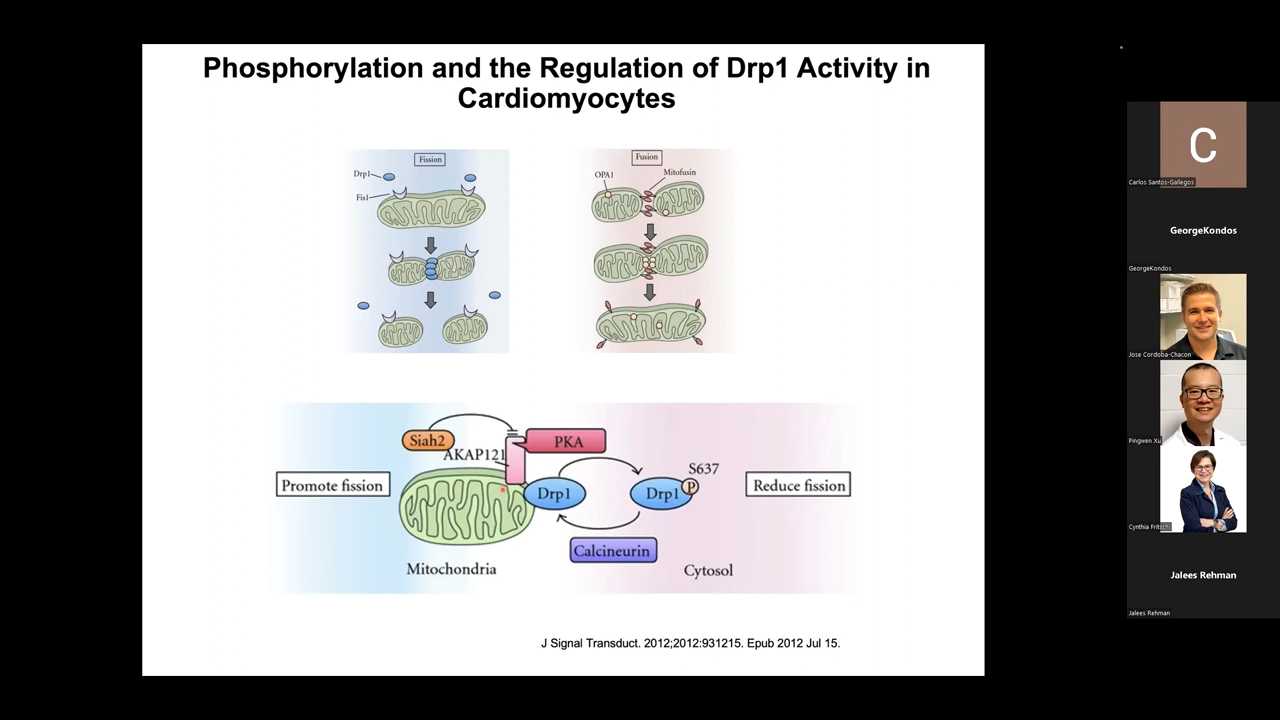 Phosphorylation and the Regulation of Drp1 Activity in
Cardiomyocytes
Fission
Drp1
Fis1
Fusion
OPA1
Mitofusin
Siah2
AKAP121
PKA
S637
Promote fission
Drp1
Drp1
P
Reduce fission
Calcineurin
Mitochondria
Cytosol
J Signal Transduct. 2012;2012:931215. Epub 2012 Jul 15.
C
Carlos Santos-Gallegos
GeorgeKondos
GeorgeKondos
Jose Cordoba-Chacon
Pingwen Xu
Cynthia Fritschi
Jalees Rehman
Jalees Rehman